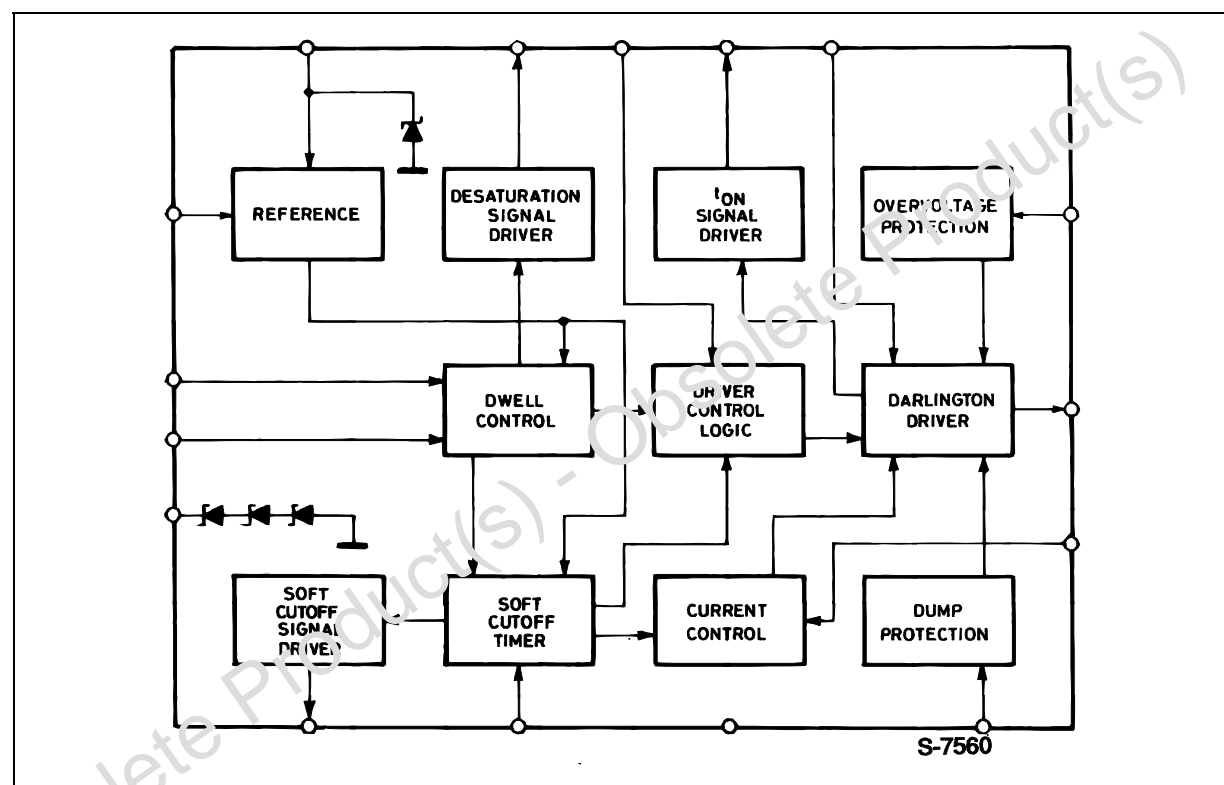 REFERENCE
DESATURATION
SIGNAL
DRIVER
tON
SIGNAL
DRIVER
OVERVOLTAGE
PROTECTION
DWELL
CONTROL
DRIVER
CONTROL
LOGIC
DARLINGTON
DRIVER
SOFT
CUTOFF
SIGNAL
DRIVER
SOFT
CUTOFF
TIMER
CURRENT
CONTROL
DUMP
PROTECTION
S-7560
lete Product(s) - Obsolete Product(s)